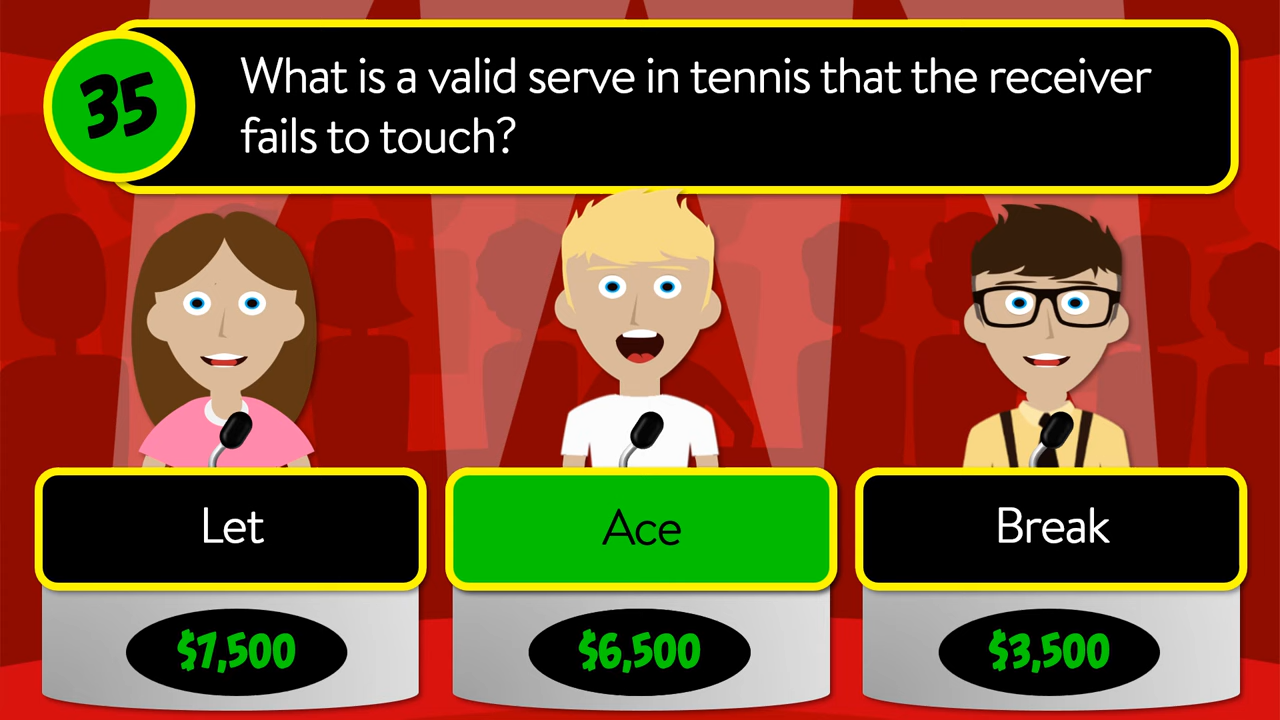 35
What is a valid serve in tennis that the receiver
fails to touch?
Let
Ace
Break
$7,500
$6,500
$3,500